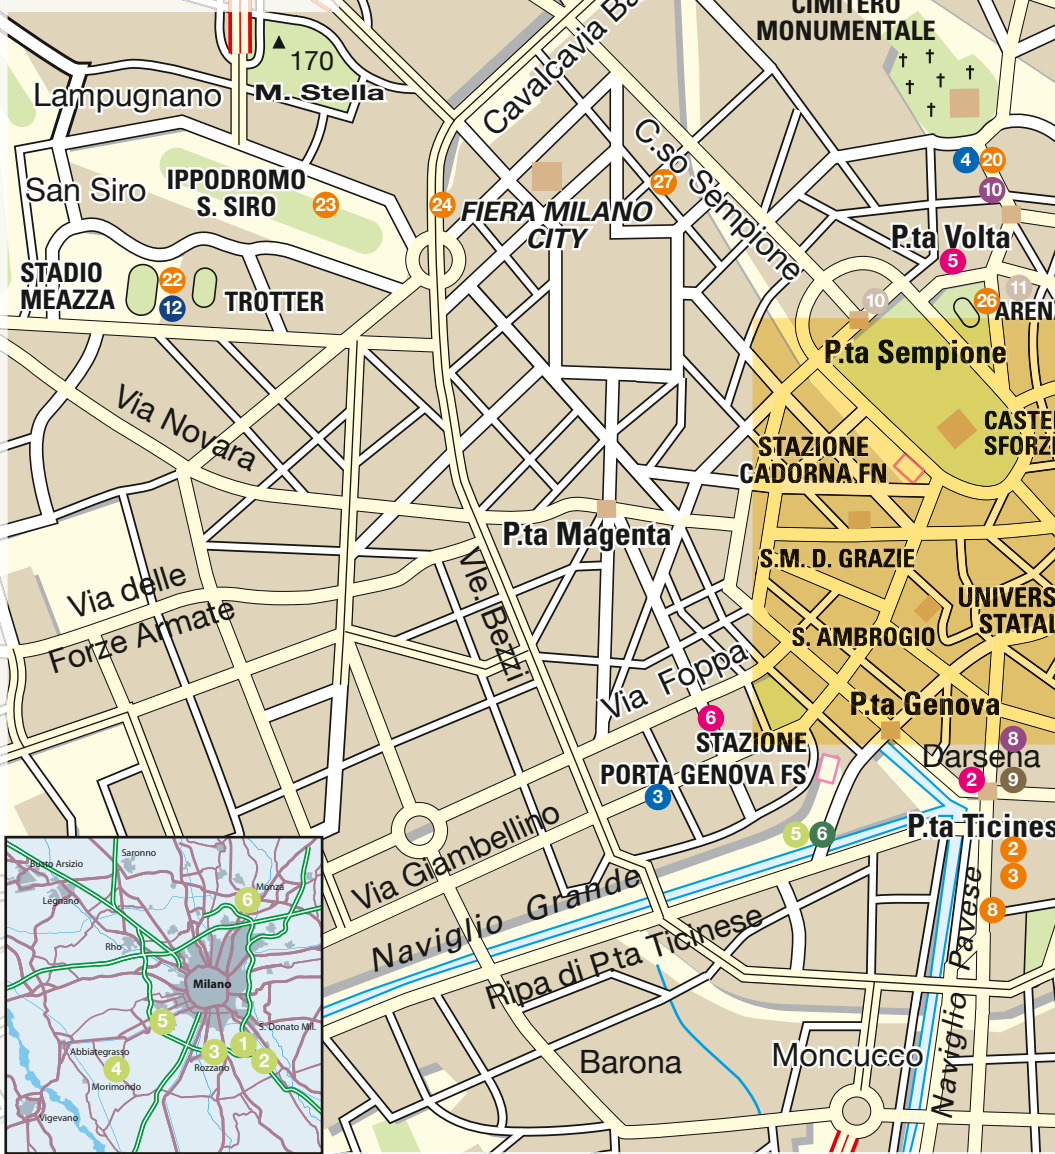 CIMITERO
MONUMENTALE
Cavalcavia Ba
170
M. Stella
Lampugnano
C.so Sempione
4
20
10
San Siro
IPPODROMO
S. SIRO
23
24
27
FIERA MILANO
CITY
P.ta Volta
5
STADIO
MEAZZA
22
12
TROTTER
10
11
26
ARENA
P.ta Sempione
Via Novara
CASTE
SFORZE
STAZIONE
CADORNA FN
P.ta Magenta
S.M. D. GRAZIE
Via delle
Forze Armate
Vle. Bezzi
UNIVERS
STATAL
S. AMBROGIO
Via Foppa
P.ta Genova
6
STAZIONE
PORTA GENOVA FS
3
8
Darsena
2
9
Via Giambellino
5
6
P.ta Ticines
2
3
8
Naviglio Grande
Ripa di P.ta Ticinese
Naviglio Pavese
Barona
Moncucco
Saronno
Busto Arsizio
Legnano
Monza
6
Rho
Milano
5
S. Donato Mil.
Abbiategrasso
4
3
1
2
Rozzano
Morimondo
Vigevano